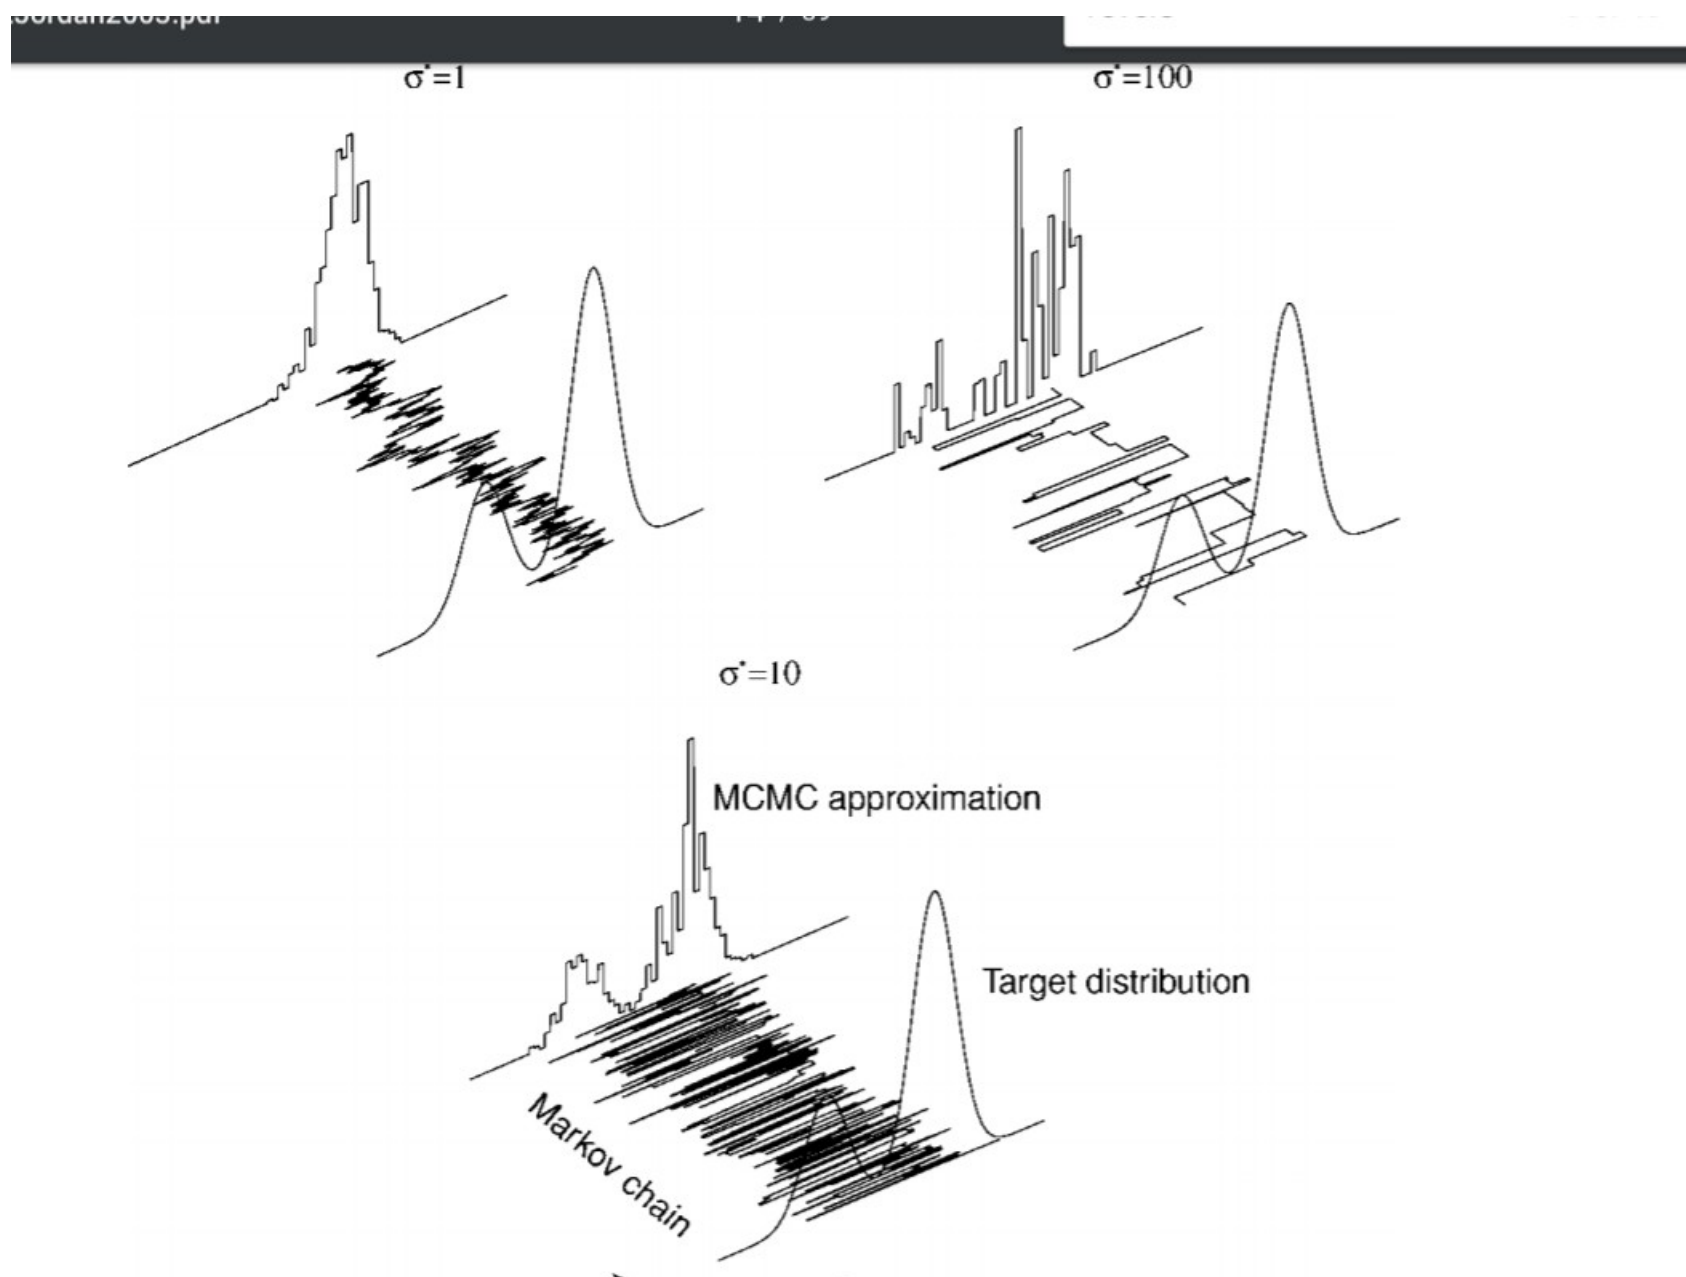 σ*=1
σ*=100
σ*=10
MCMC approximation
Target distribution
Markov chain